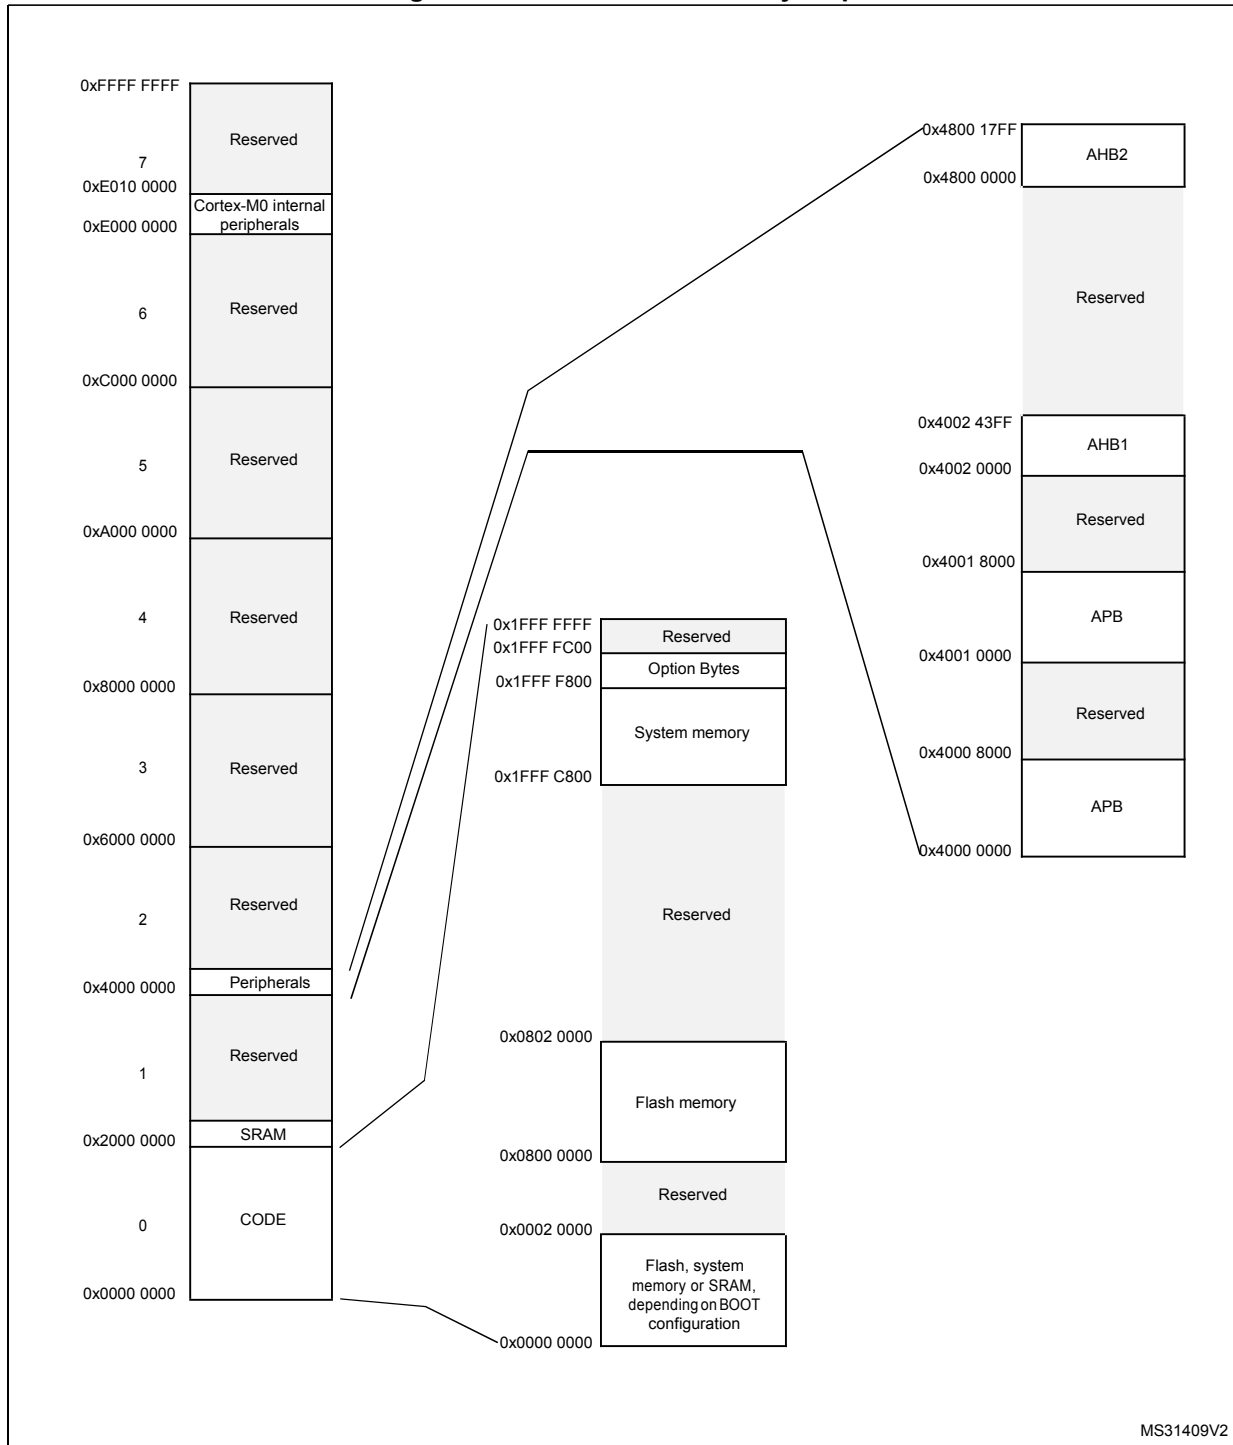 0xFFFF FFFF
Reserved
7
0xE010 0000
Cortex-M0 internal
peripherals
0xE000 0000
Reserved
6
0xC000 0000
Reserved
5
0xA000 0000
Reserved
4
0x8000 0000
Reserved
3
0x6000 0000
Reserved
2
Peripherals
0x4000 0000
Reserved
1
SRAM
0x2000 0000
CODE
0
0x0000 0000
0x1FFF FFFF
Reserved
0x1FFF FC00
Option Bytes
0x1FFF F800
System memory
0x1FFF C800
Reserved
0x0802 0000
Flash memory
0x0800 0000
Reserved
0x0002 0000
Flash, system
memory or SRAM,
depending on BOOT
configuration
0x0000 0000
0x4800 17FF
AHB2
0x4800 0000
Reserved
0x4002 43FF
AHB1
0x4002 0000
Reserved
0x4001 8000
APB
0x4001 0000
Reserved
0x4000 8000
APB
0x4000 0000
MS31409V2